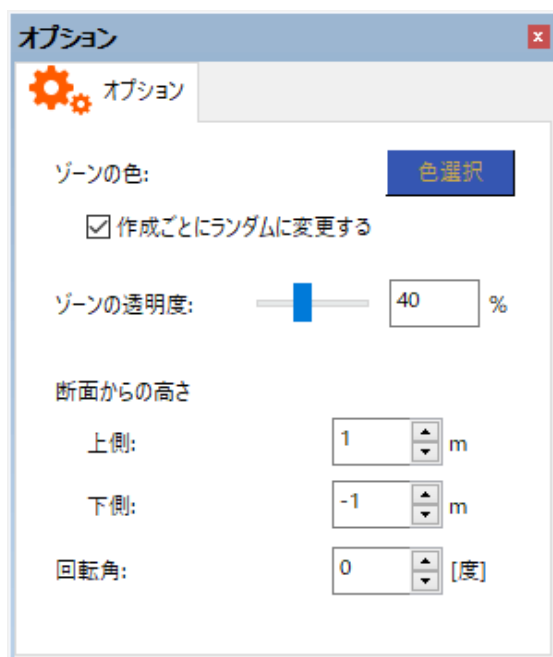 オプション
オプション
ゾーンの色: 色選択
作成ごとにランダムに変更する
ゾーンの透明度: 40 %
断面からの高さ
上側: 1 m
下側: -1 m
回転角: 0 [度]